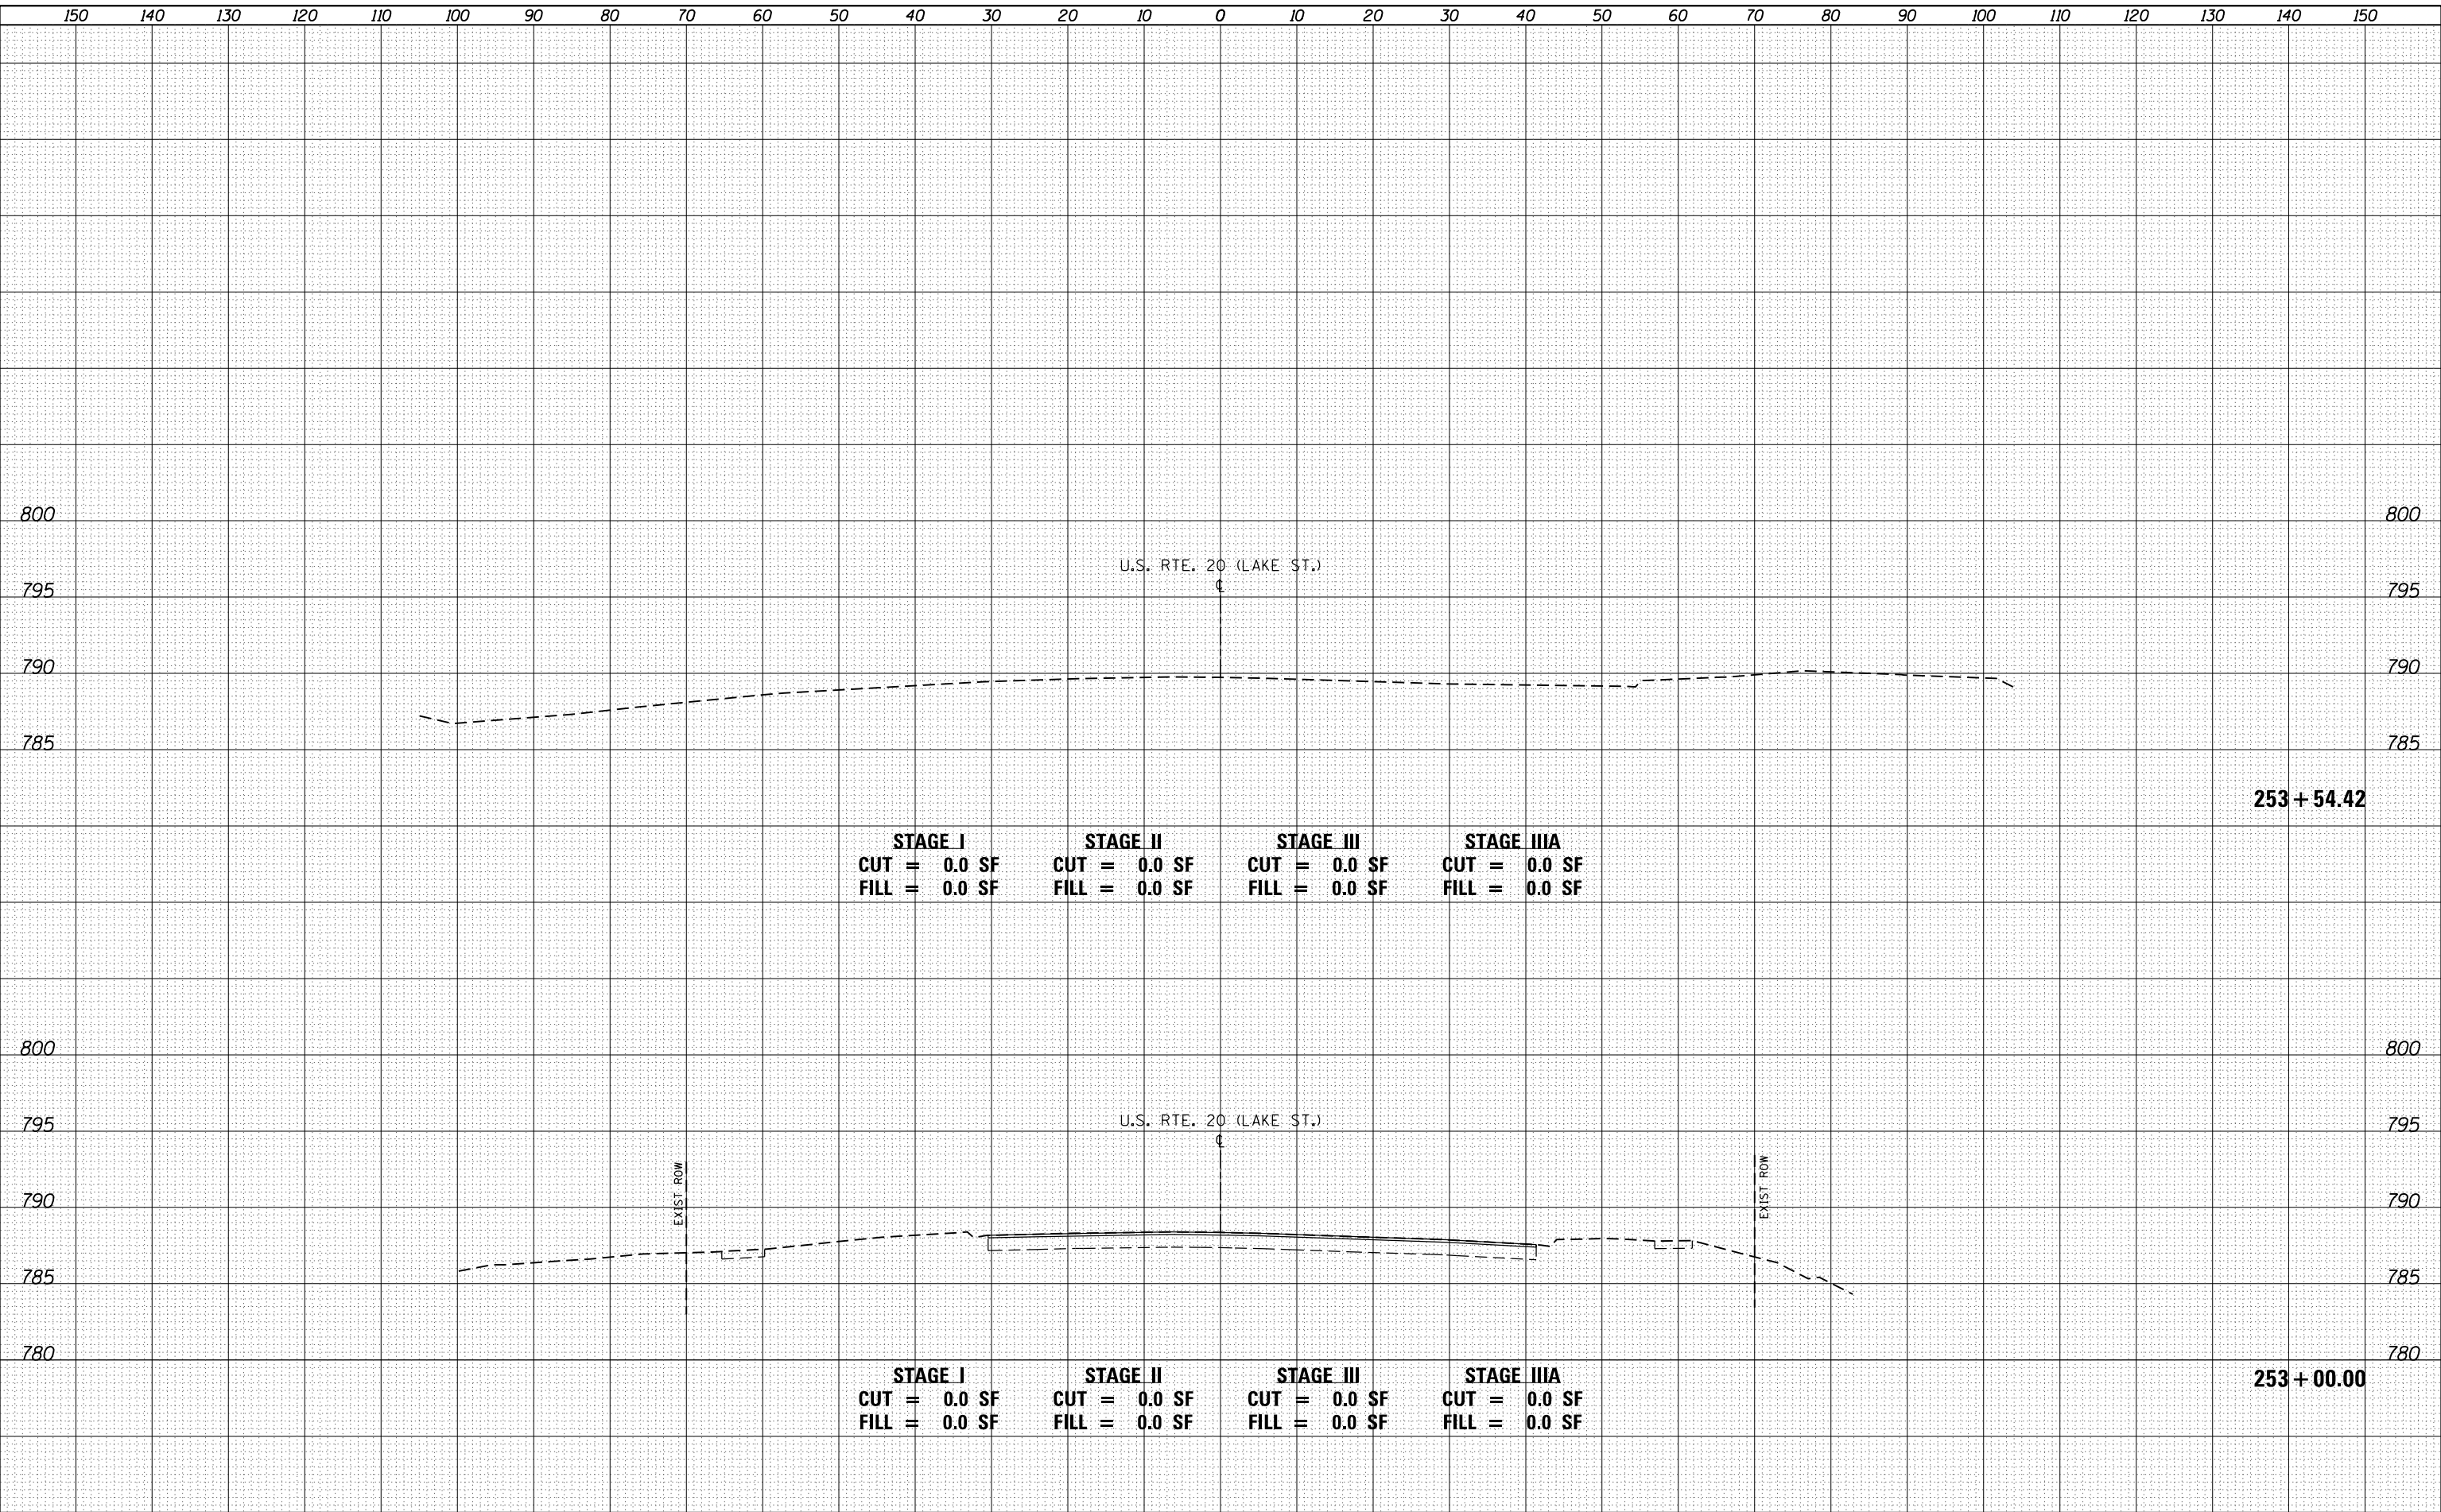 150 140 130 120 110 100 90 80 70 60 50 40 30 20 10 0 10 20 30 40 50 60 70 80 90 100 110 120 130 140 150
800 800
U.S. RTE. 20 (LAKE ST.)
℄
795 795
790 790
785 785
253+54.42
STAGE I STAGE II STAGE III STAGE IIIA
CUT = 0.0 SF CUT = 0.0 SF CUT = 0.0 SF CUT = 0.0 SF
FILL = 0.0 SF FILL = 0.0 SF FILL = 0.0 SF FILL = 0.0 SF
800 800
U.S. RTE. 20 (LAKE ST.)
795 795
℄
EXIST ROW EXIST ROW
790 790
785 785
780 780
253+00.00
STAGE I STAGE II STAGE III STAGE IIIA
CUT = 0.0 SF CUT = 0.0 SF CUT = 0.0 SF CUT = 0.0 SF
FILL = 0.0 SF FILL = 0.0 SF FILL = 0.0 SF FILL = 0.0 SF